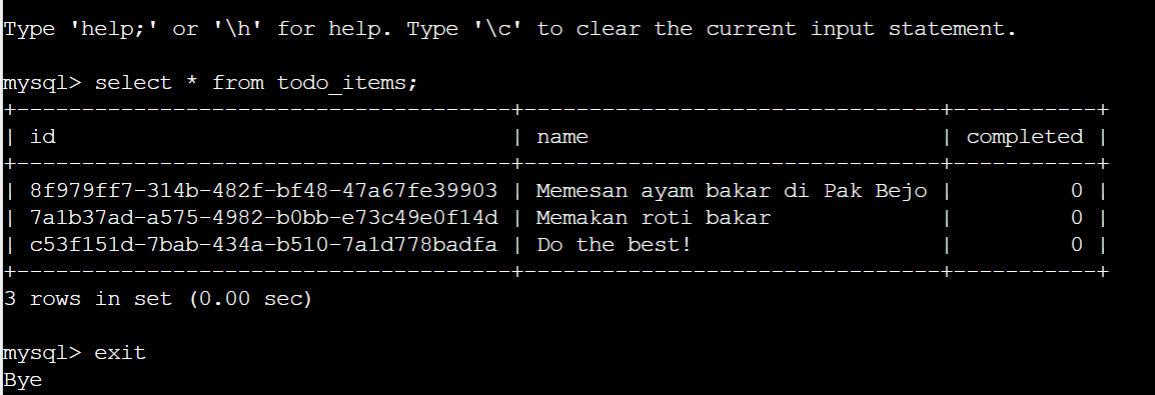 Type 'help;' or '\h' for help. Type '\c' to clear the current input statement.
mysql> select * from todo_items;
+--------------------------------------+--------------------------------+-----------+
| id                                   | name                           | completed |
+--------------------------------------+--------------------------------+-----------+
| 8f979ff7-314b-482f-bf48-47a67fe39903 | Memesan ayam bakar di Pak Bejo |         0 |
| 7a1b37ad-a575-4982-b0bb-e73c49e0f14d | Memakan roti bakar             |         0 |
| c53f151d-7bab-434a-b510-7a1d778badfa | Do the best!                   |         0 |
+--------------------------------------+--------------------------------+-----------+
3 rows in set (0.00 sec)
mysql> exit
Bye